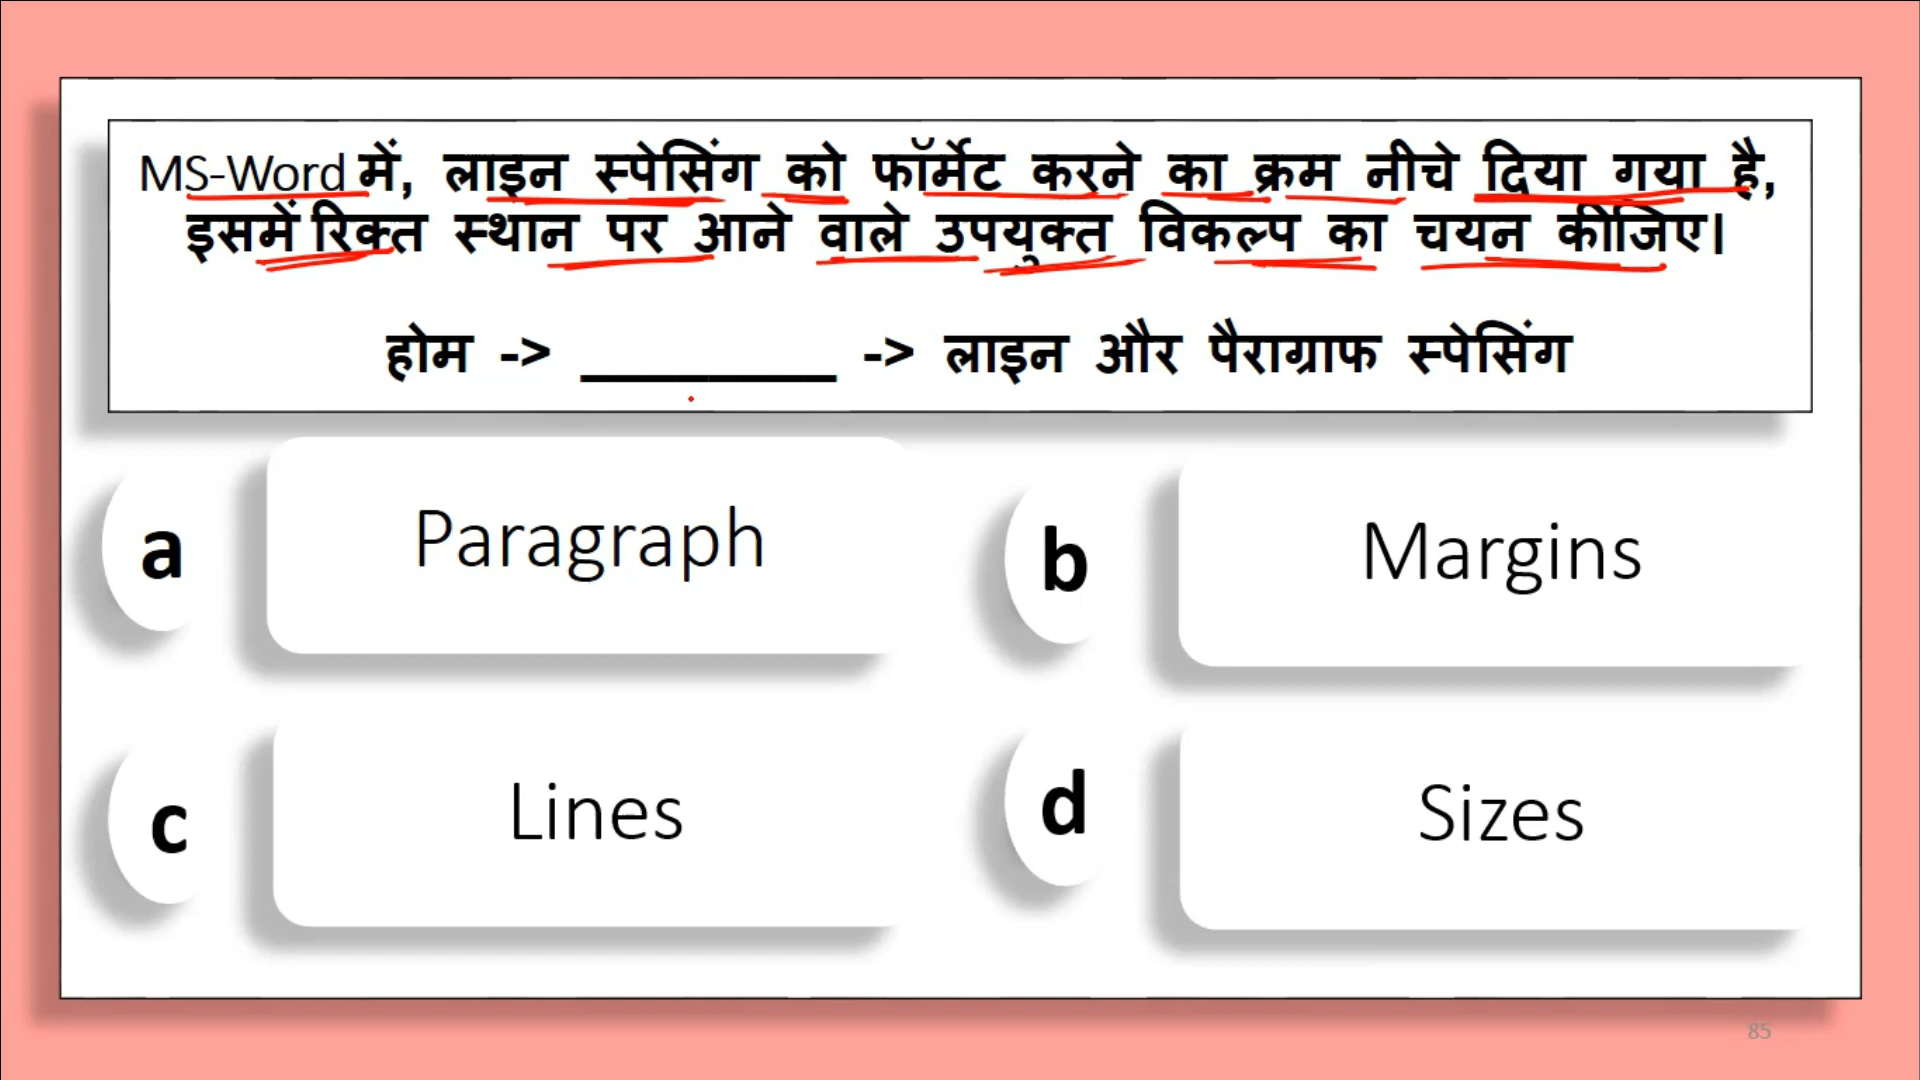 MS-Word में, लाइन स्पेसिंग को फॉर्मेट करने का क्रम नीचे दिया गया है,
इसमें रिक्त स्थान पर आने वाले उपयुक्त विकल्प का चयन कीजिए।
होम -> ________ -> लाइन और पैराग्राफ स्पेसिंग
a Paragraph
b Margins
c Lines
d Sizes
85